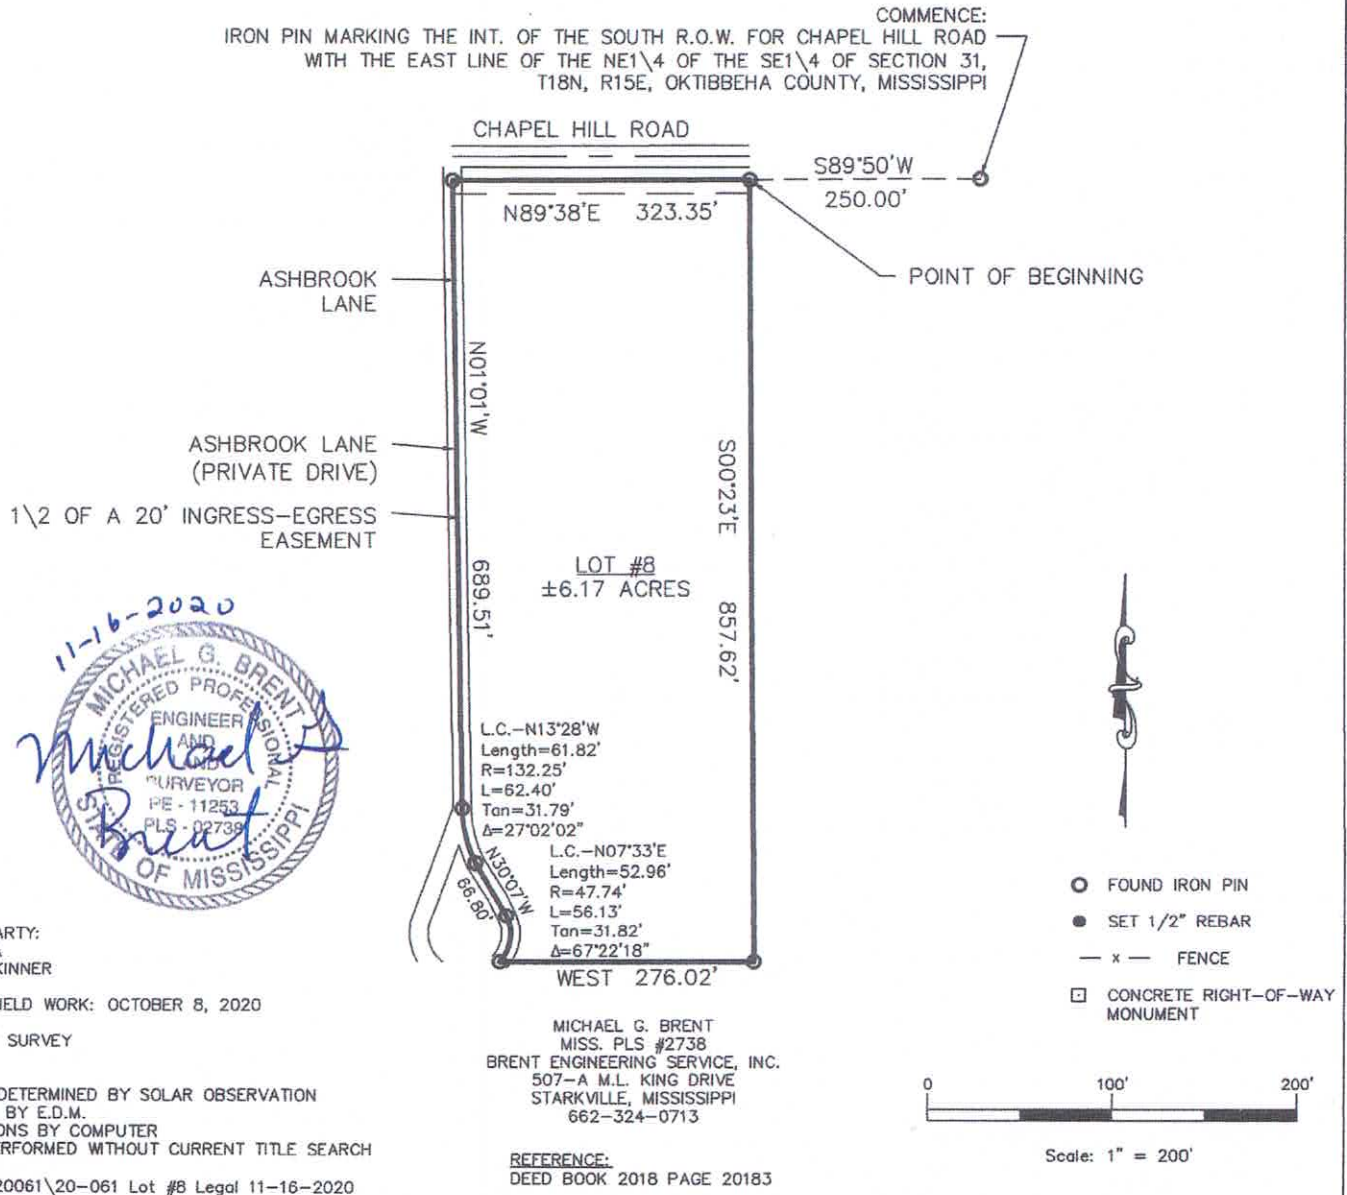 COMMENCE:
IRON PIN MARKING THE INT. OF THE SOUTH R.O.W. FOR CHAPEL HILL ROAD
WITH THE EAST LINE OF THE NE1\4 OF THE SE1\4 OF SECTION 31,
T18N, R15E, OKTIBBEHA COUNTY, MISSISSIPPI
CHAPEL HILL ROAD
S89°50'W
250.00'
N89°38'E 323.35'
POINT OF BEGINNING
ASHBROOK
LANE
N01°01'W
689.51'
ASHBROOK LANE
(PRIVATE DRIVE)
1\2 OF A 20' INGRESS-EGRESS
EASEMENT
S00°23'E
857.62'
LOT #8
±6.17 ACRES
11-16-2020
MICHAEL G. BRENT
REGISTERED PROFESSIONAL
ENGINEER
AND
LAND
SURVEYOR
PE - 11253
PLS - 02738
STATE OF MISSISSIPPI
Michael G
Brent
L.C.-N13°28'W
Length=61.82'
R=132.25'
L=62.40'
Tan=31.79'
Δ=27°02'02"
N30°07'W
66.80'
L.C.-N07°33'E
Length=52.96'
R=47.74'
L=56.13'
Tan=31.82'
Δ=67°22'18"
WEST 276.02'
FOUND IRON PIN
SET 1/2" REBAR
— x — FENCE
CONCRETE RIGHT-OF-WAY
MONUMENT
ARTY:
KINNER
IELD WORK: OCTOBER 8, 2020
SURVEY
DETERMINED BY SOLAR OBSERVATION
BY E.D.M.
ONS BY COMPUTER
RFORMED WITHOUT CURRENT TITLE SEARCH
20061\20-061 Lot #8 Legal 11-16-2020
MICHAEL G. BRENT
MISS. PLS #2738
BRENT ENGINEERING SERVICE, INC.
507-A M.L. KING DRIVE
STARKVILLE, MISSISSIPPI
662-324-0713
REFERENCE:
DEED BOOK 2018 PAGE 20183
0 100' 200'
Scale: 1" = 200'